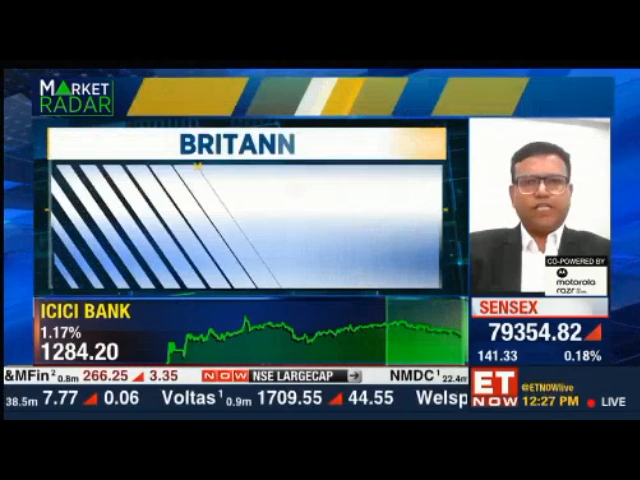 MARKET
RADAR
BRITANN
CO-POWERED BY
motorola
razr
ICICI BANK
1.17%
1284.20
SENSEX
79354.82
141.33 0.18%
&MFin² 0.8m 266.25 3.35 NOW NSE LARGECAP NMDC¹ 22.4m
38.5m 7.77 0.06 Voltas¹ 0.9m 1709.55 44.55 Welsp
ET
NOW
@ETNOWlive
12:27 PM LIVE